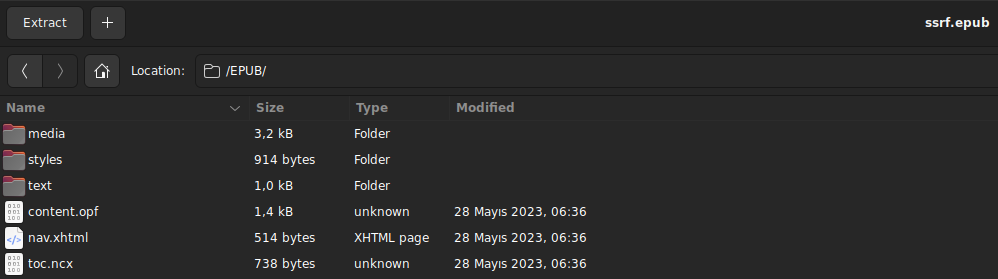 Extract + ssrf.epub
Location: /EPUB/
Name Size Type Modified
media 3,2 kB Folder
styles 914 bytes Folder
text 1,0 kB Folder
content.opf 1,4 kB unknown 28 Mayıs 2023, 06:36
nav.xhtml 514 bytes XHTML page 28 Mayıs 2023, 06:36
toc.ncx 738 bytes unknown 28 Mayıs 2023, 06:36